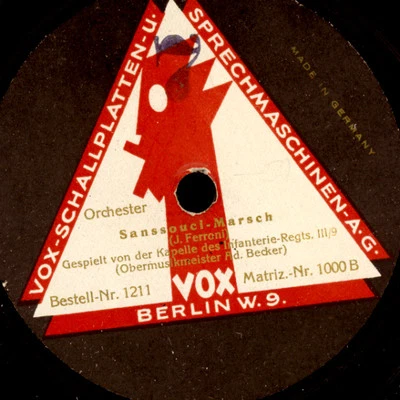 VOX-SCHALLPLATTEN-U.
SPRECHMASCHINEN-A.G.
MADE IN GERMANY
Orchester
Sanssouci-Marsch
(J. Ferron)
Gespielt von der Kapelle des Infanterie-Regts. III/9
(Obermusikmeister Ad. Becker)
Bestell-Nr. 1211
VOX
Matriz.-Nr. 1000 B
BERLIN W. 9.